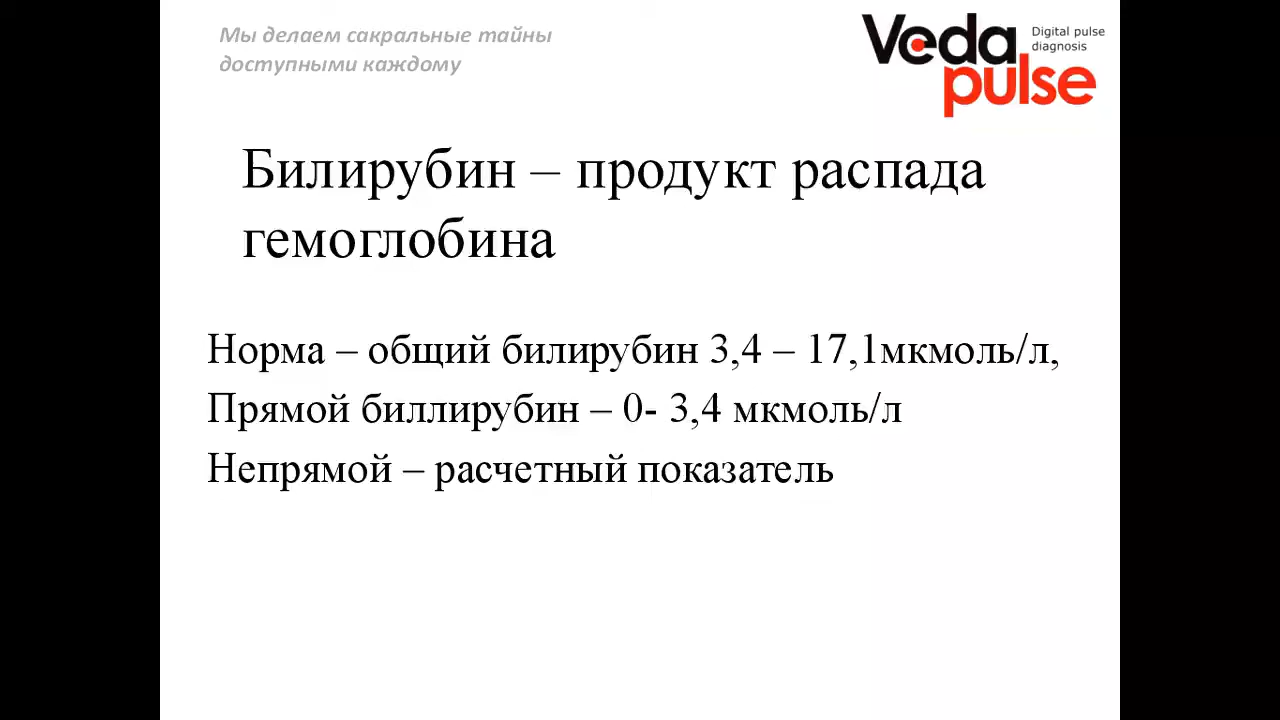 Мы делаем сакральные тайны
доступными каждому
Veda
pulse
Digital pulse
diagnosis
Билирубин – продукт распада
гемоглобина
Норма – общий билирубин 3,4 – 17,1мкмоль/л,
Прямой биллирубин – 0- 3,4 мкмоль/л
Непрямой – расчетный показатель